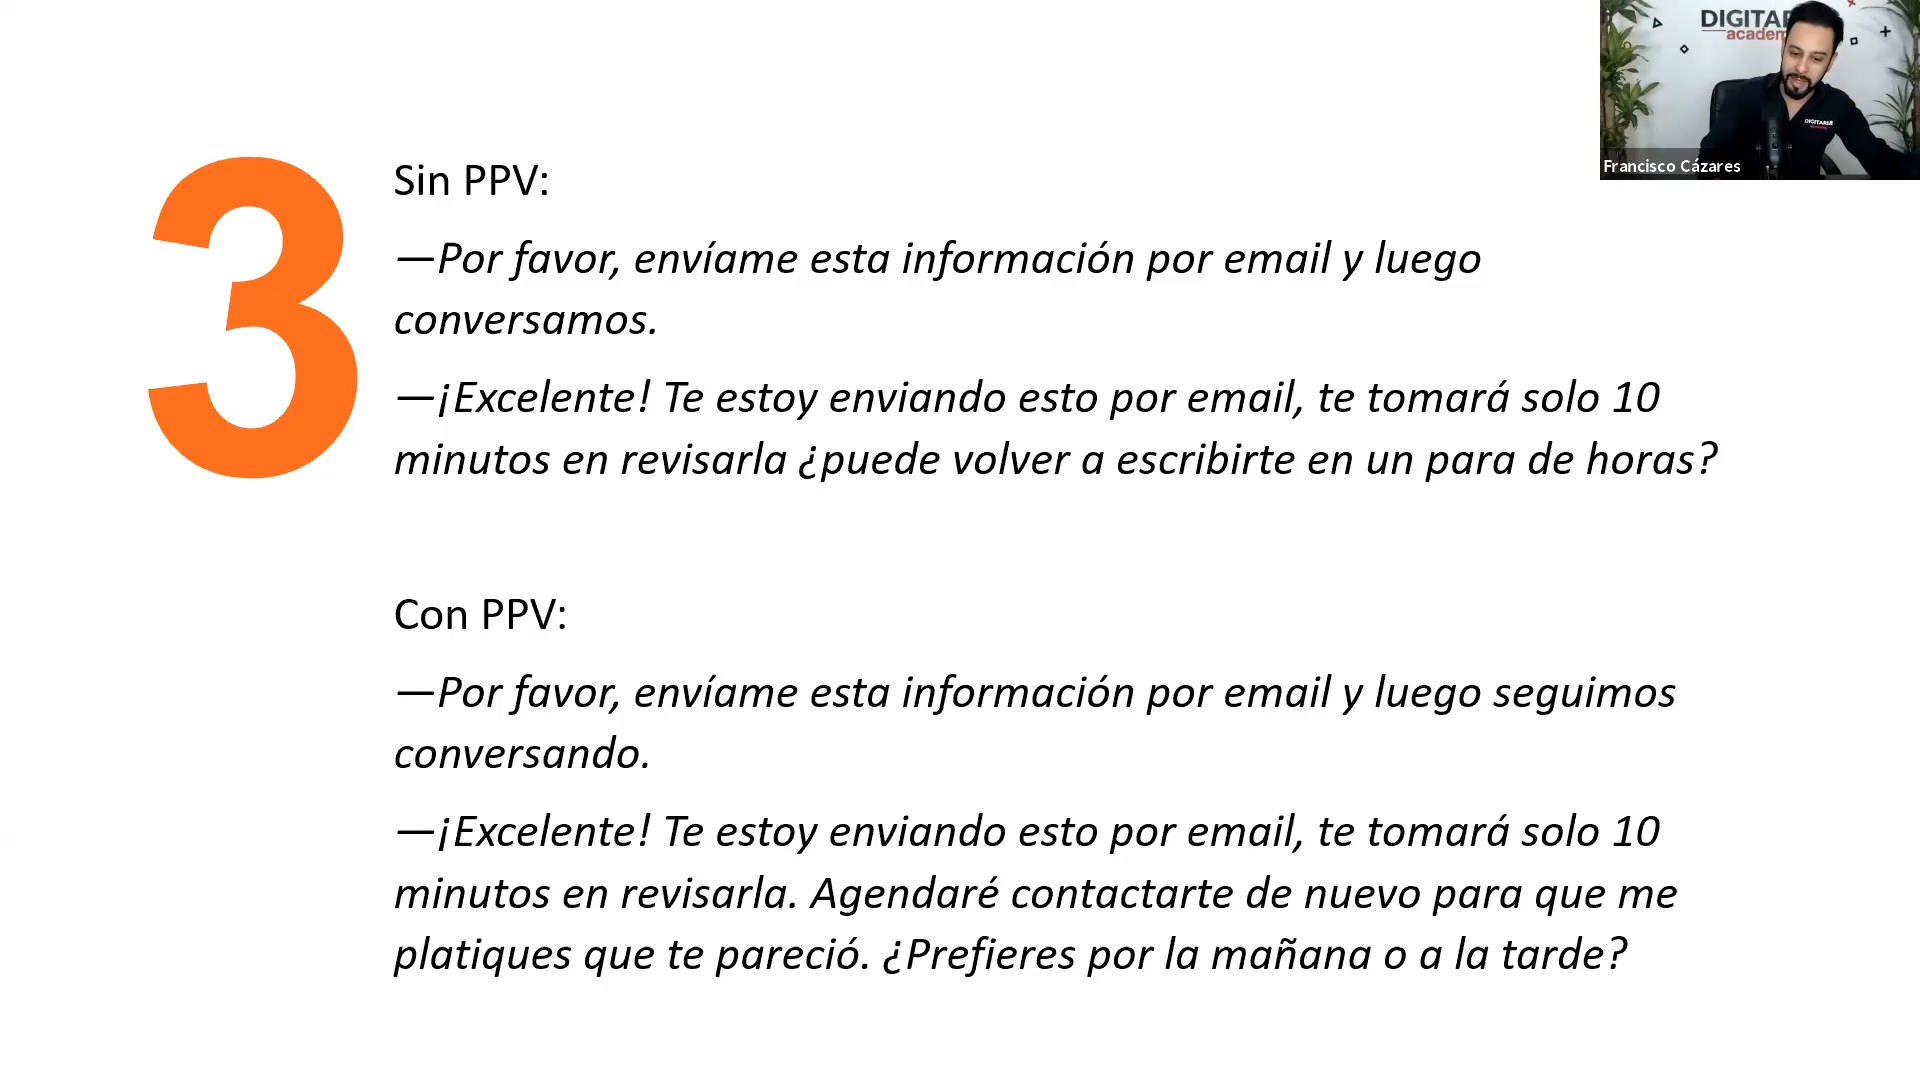 DIGITAR
academ
DIGITARIA
Francisco Cázares
3
Sin PPV:
—Por favor, envíame esta información por email y luego
conversamos.
—¡Excelente! Te estoy enviando esto por email, te tomará solo 10
minutos en revisarla ¿puede volver a escribirte en un para de horas?
Con PPV:
—Por favor, envíame esta información por email y luego seguimos
conversando.
—¡Excelente! Te estoy enviando esto por email, te tomará solo 10
minutos en revisarla. Agendaré contactarte de nuevo para que me
platiques que te pareció. ¿Prefieres por la mañana o a la tarde?